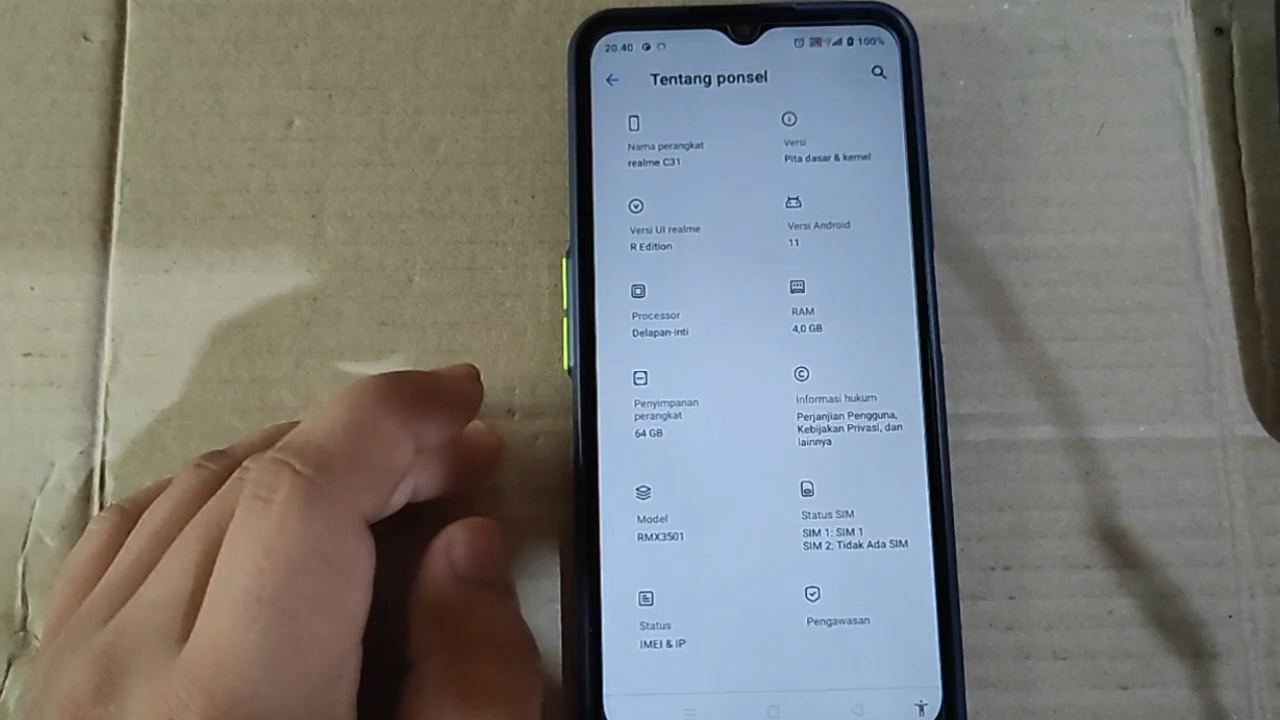 20.40
100%
Tentang ponsel
Nama perangkat
realme C31
Versi
Pita dasar & kernel
Versi UI realme
R Edition
Versi Android
11
Processor
Delapan-inti
RAM
4,0 GB
Penyimpanan
perangkat
64 GB
Informasi hukum
Perjanjian Pengguna,
Kebijakan Privasi, dan
lainnya
Model
RMX3501
Status SIM
SIM 1: SIM 1
SIM 2: Tidak Ada SIM
Status
IMEI & IP
Pengawasan